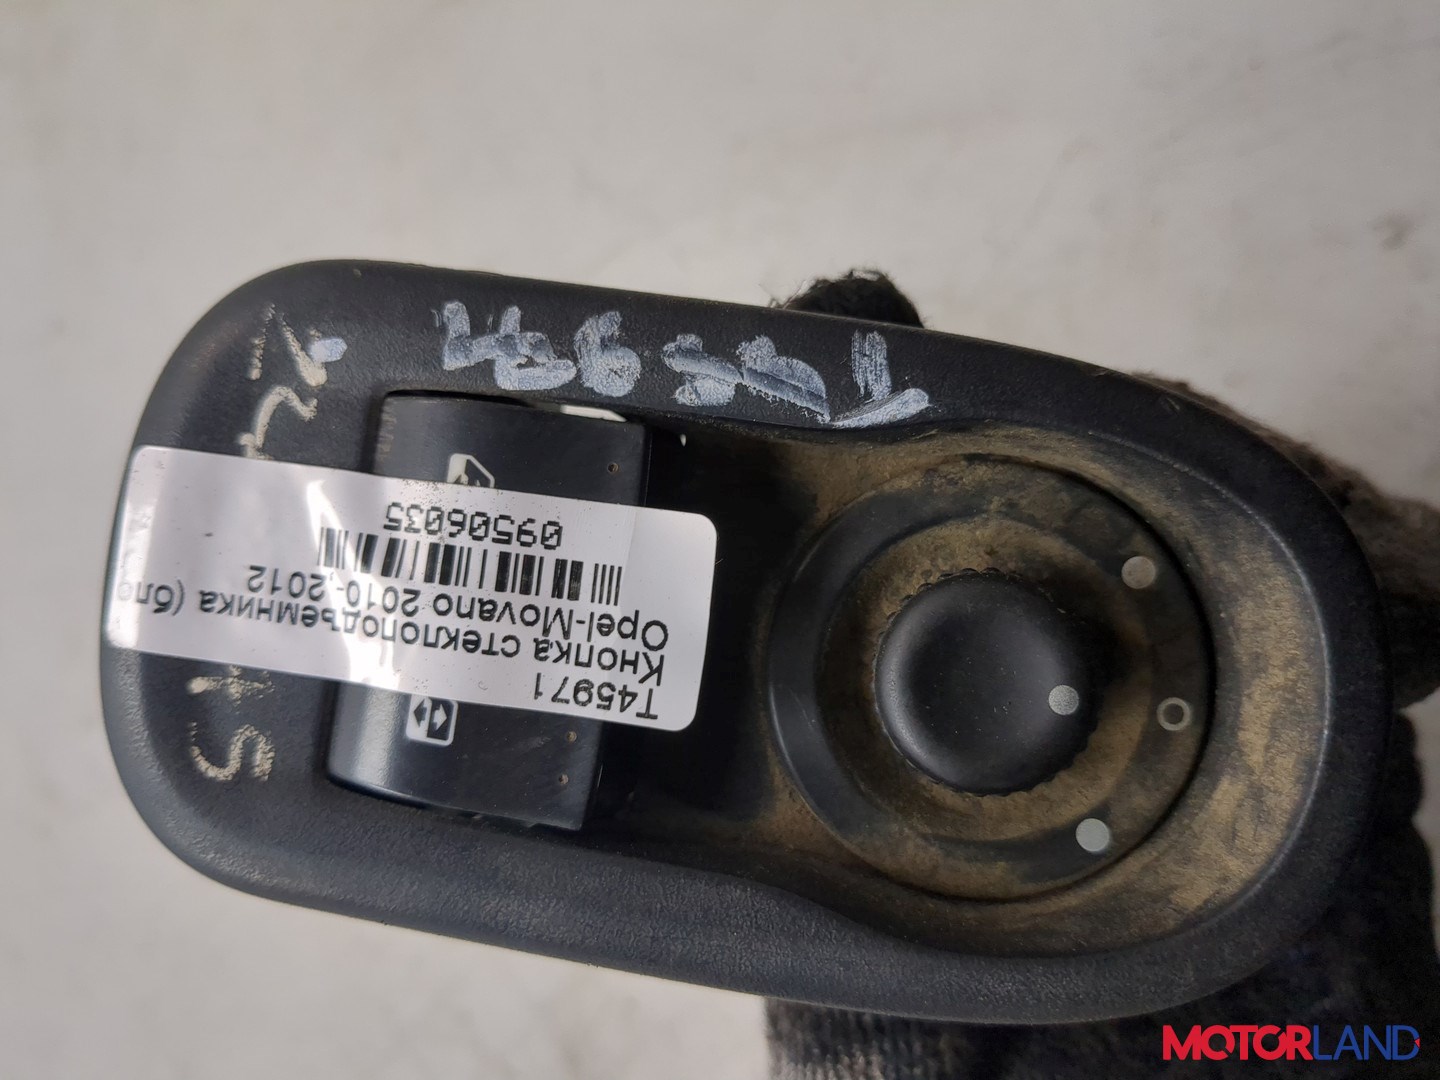 T45971
Кнопка стеклоподъемника (бло
Opel-Movano 2010-,2012
09506035
MOTORLAND